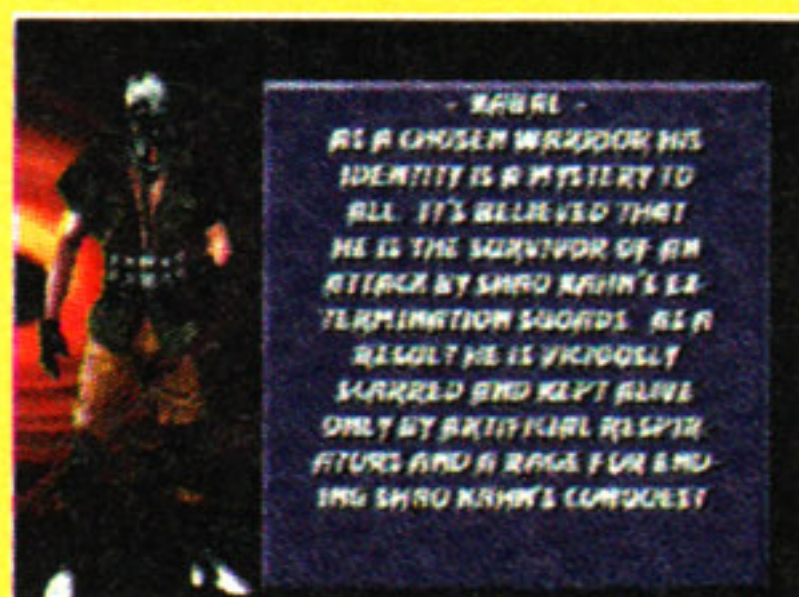 - KABAL -
AS A CHOSEN WARRIOR HIS
IDENTITY IS A MYSTERY TO
ALL. IT'S BELIEVED THAT
HE IS THE SURVIVOR OF AN
ATTACK BY SHAO KAHN'S EX-
TERMINATION SQUADS. AS A
RESULT HE IS VICIOUSLY
SCARRED AND KEPT ALIVE
ONLY BY ARTIFICIAL RESPIR-
ATORS AND A RAGE FOR END-
ING SHAO KAHN'S CONQUEST